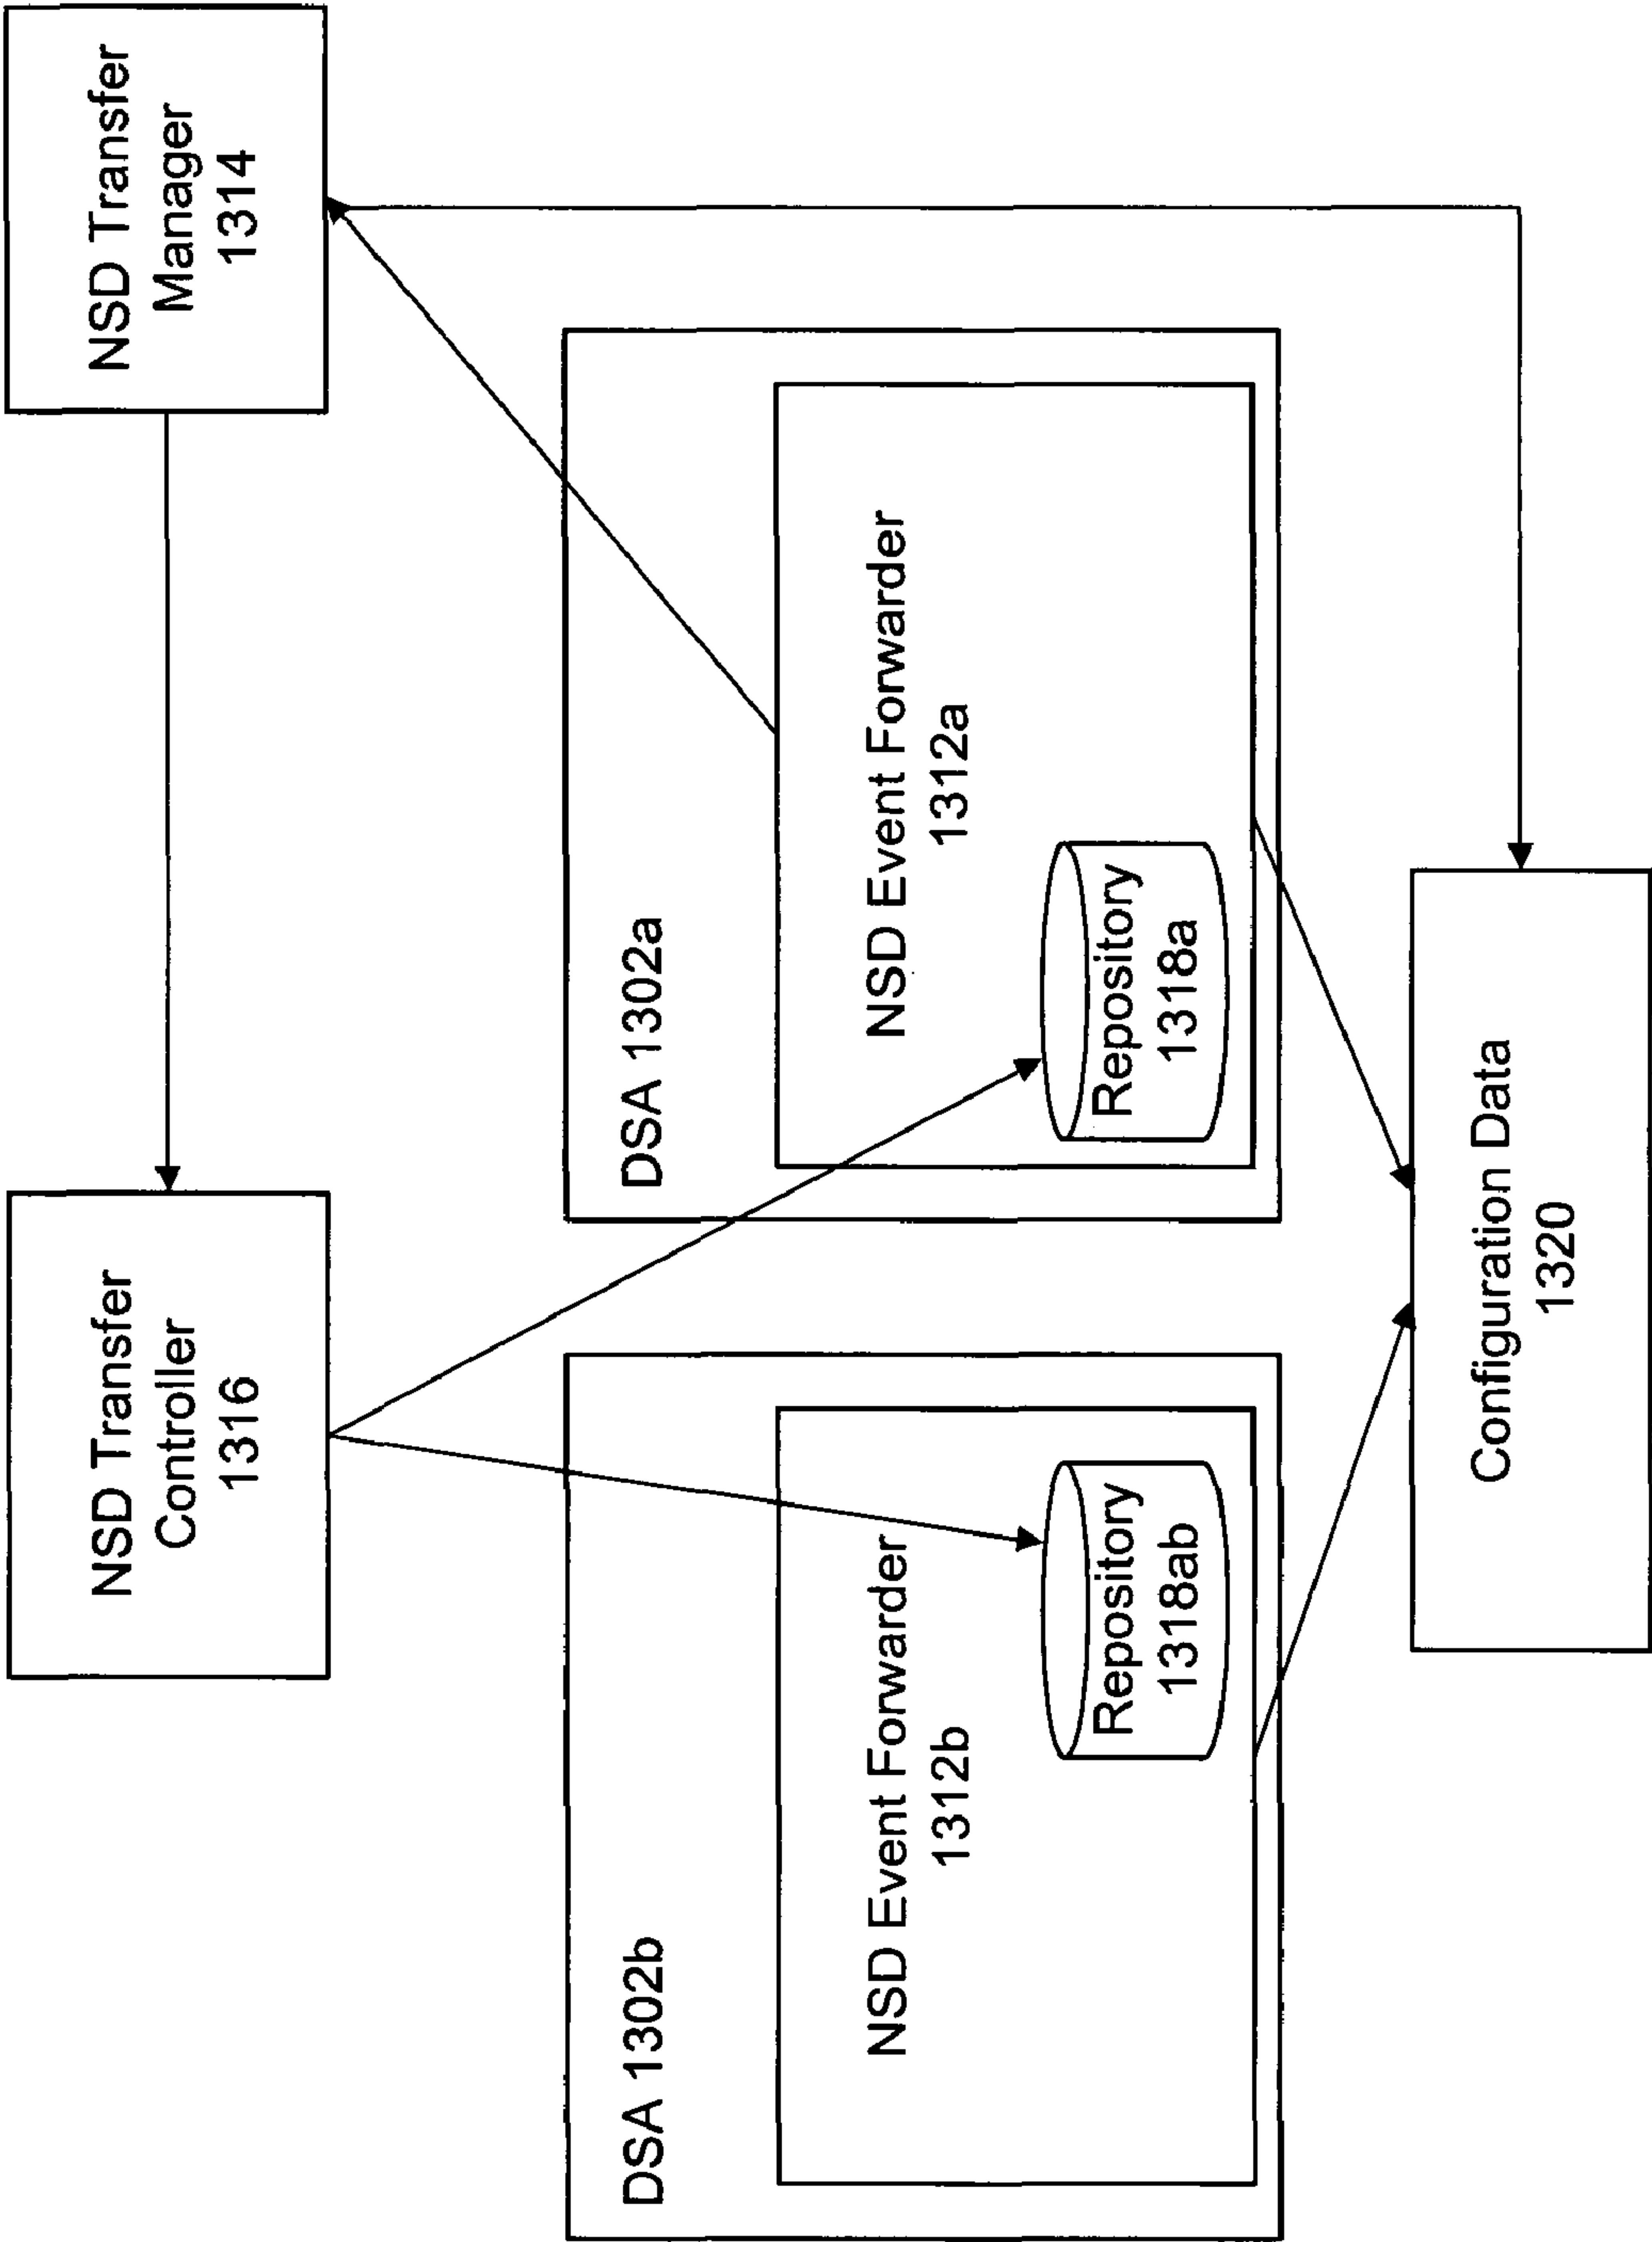 NSD Transfer
Controller
1316
NSD Transfer
Manager
1314
DSA 1302b
NSD Event Forwarder
1312b
Repository
1318ab
DSA 1302a
NSD Event Forwarder
1312a
Repository
1318a
Configuration Data
1320